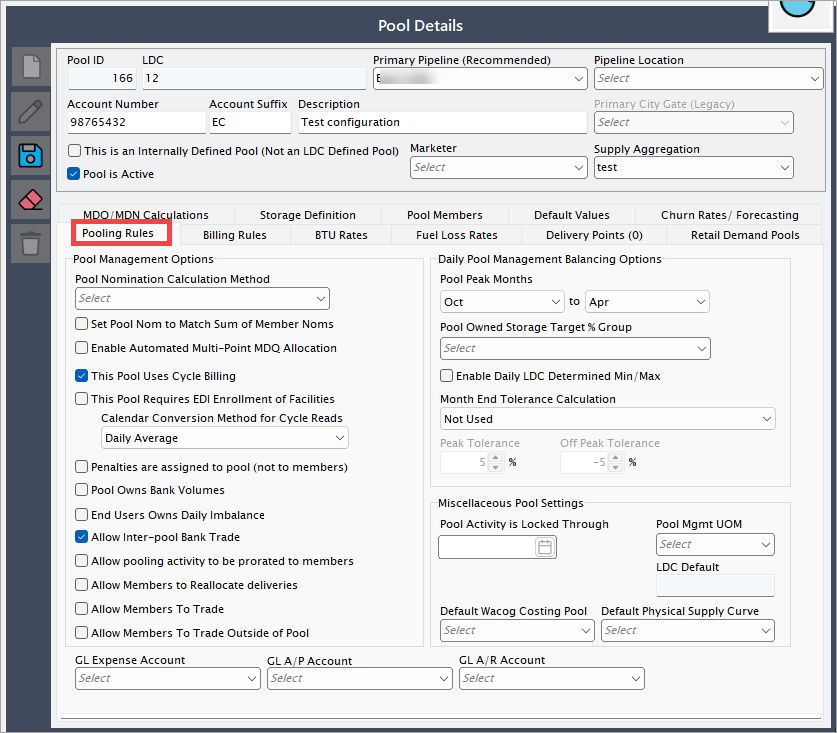 Pool Details
Pool ID LDC Primary Pipeline (Recommended) Pipeline Location
166 12 Select
Account Number Account Suffix Description Primary City Gate (Legacy)
98765432 EC Test configuration Select
This is an Internally Defined Pool (Not an LDC Defined Pool) Marketer Supply Aggregation
Pool is Active Select test
MDQ/MDN Calculations Storage Definition Pool Members Default Values Churn Rates/ Forecasting
Pooling Rules Billing Rules BTU Rates Fuel Loss Rates Delivery Points (0) Retail Demand Pools
Pool Management Options
Pool Nomination Calculation Method
Select
Set Pool Nom to Match Sum of Member Noms
Enable Automated Multi-Point MDQ Allocation
This Pool Uses Cycle Billing
This Pool Requires EDI Enrollment of Facilities
Calendar Conversion Method for Cycle Reads
Daily Average
Penalties are assigned to pool (not to members)
Pool Owns Bank Volumes
End Users Owns Daily Imbalance
Allow Inter-pool Bank Trade
Allow pooling activity to be prorated to members
Allow Members to Reallocate deliveries
Allow Members To Trade
Allow Members To Trade Outside of Pool
Daily Pool Management Balancing Options
Pool Peak Months
Oct to Apr
Pool Owned Storage Target % Group
Select
Enable Daily LDC Determined Min/Max
Month End Tolerance Calculation
Not Used
Peak Tolerance Off Peak Tolerance
5 % -5 %
Miscellaneous Pool Settings
Pool Activity is Locked Through Pool Mgmt UOM
Select
LDC Default
Default Wacog Costing Pool Default Physical Supply Curve
Select Select
GL Expense Account GL A/P Account GL A/R Account
Select Select Select